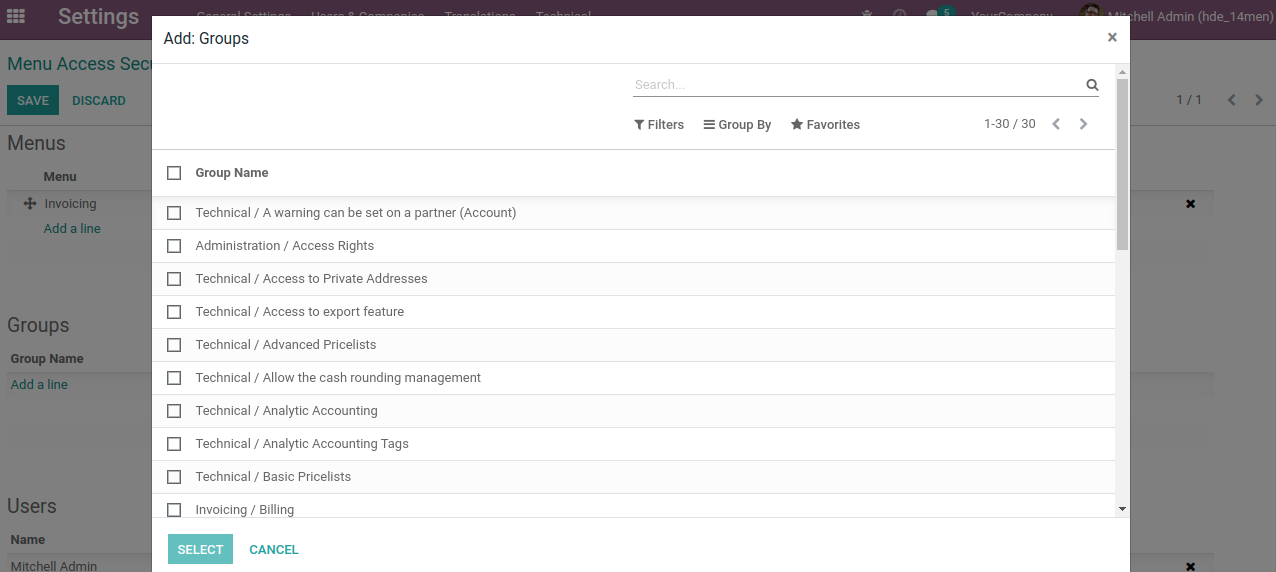 Settings
General Settings Users & Companies Translations Technical
5 YourCompany Mitchell Admin (hde_14men)
Add: Groups ×
Menu Access Secu
SAVE DISCARD
1 / 1
Search...
Filters Group By Favorites 1-30 / 30
Menus
Menu
Invoicing
Add a line
Groups
Group Name
Add a line
Users
Name
Mitchell Admin
Group Name
Technical / A warning can be set on a partner (Account)
Administration / Access Rights
Technical / Access to Private Addresses
Technical / Access to export feature
Technical / Advanced Pricelists
Technical / Allow the cash rounding management
Technical / Analytic Accounting
Technical / Analytic Accounting Tags
Technical / Basic Pricelists
Invoicing / Billing
SELECT CANCEL